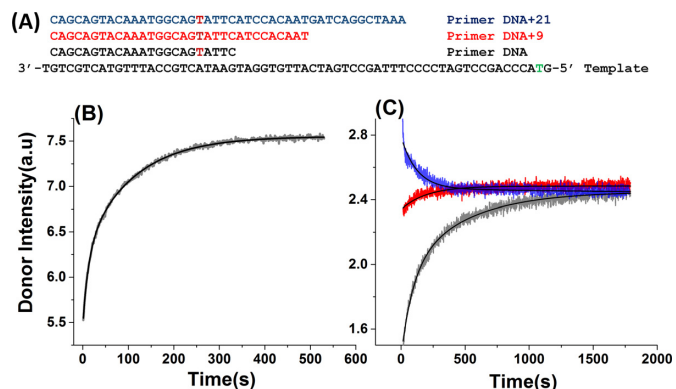 (A) CAGCAGTACAAATGGCAGTATTCATCCACAATGATCAGGCTAAA Primer DNA+21
CAGCAGTACAAATGGCAGTATTCATCCACAAT Primer DNA+9
CAGCAGTACAAATGGCAGTATTC Primer DNA
3’-TGTCGTCATGTTTACCGTCATAAGTAGGTGTTACTAGTCCGATTTCCCCTAGTCCGACCCATG-5’ Template
(B)
Donor Intensity(a.u)
7.5
7.0
6.5
6.0
5.5
0 100 200 300 400 500 600
Time(s)
(C)
2.8
2.4
2.0
1.6
0 500 1000 1500 2000
Time(s)